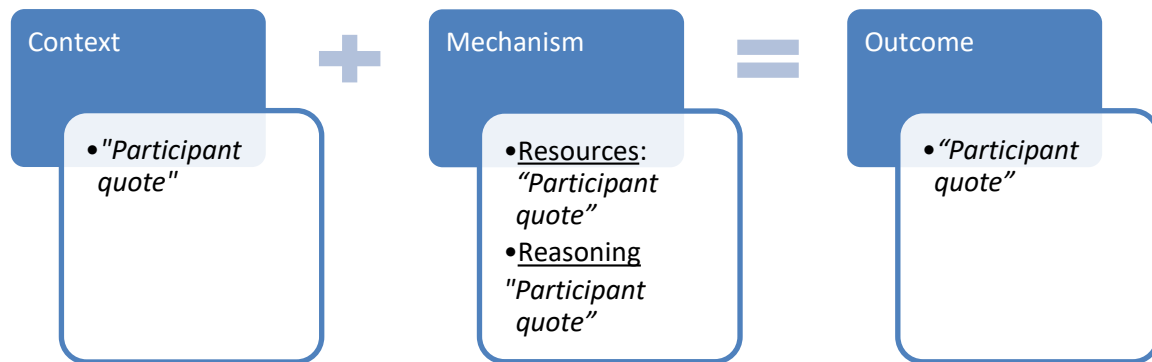 Context
Mechanism
Outcome
•"Participant
quote"
•Resources:
“Participant
quote”
•Reasoning
"Participant
quote”
•“Participant
quote”